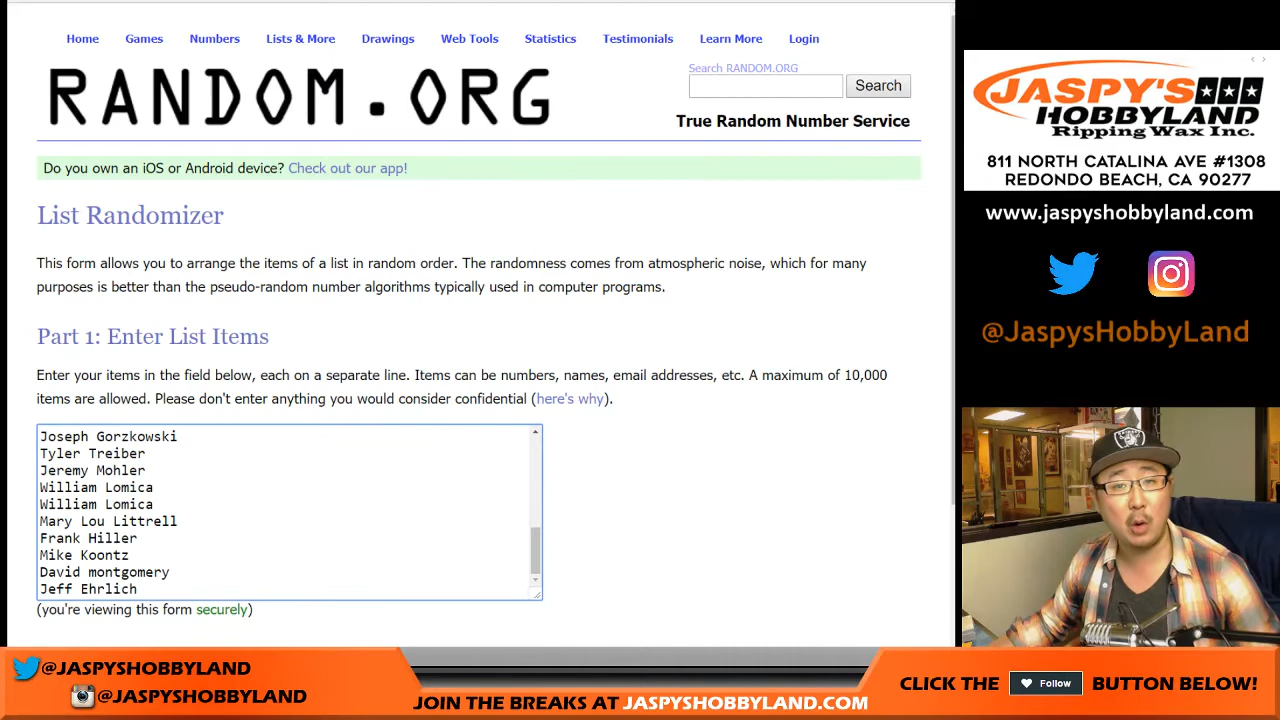 Home Games Numbers Lists & More Drawings Web Tools Statistics Testimonials Learn More Login
RANDOM.ORG
Search RANDOM.ORG
Search
True Random Number Service
Do you own an iOS or Android device? Check out our app!
List Randomizer
This form allows you to arrange the items of a list in random order. The randomness comes from atmospheric noise, which for many
purposes is better than the pseudo-random number algorithms typically used in computer programs.
Part 1: Enter List Items
Enter your items in the field below, each on a separate line. Items can be numbers, names, email addresses, etc. A maximum of 10,000
items are allowed. Please don't enter anything you would consider confidential (here's why).
Joseph Gorzkowski
Tyler Treiber
Jeremy Mohler
William Lomica
William Lomica
Mary Lou Littrell
Frank Hiller
Mike Koontz
David montgomery
Jeff Ehrlich
(you're viewing this form securely)
JASPY'S
HOBBYLAND
Ripping Wax Inc.
811 NORTH CATALINA AVE #1308
REDONDO BEACH, CA 90277
www.jaspyshobbyland.com
@JaspysHobbyLand
@JASPYSHOBBYLAND
@JASPYSHOBBYLAND
JOIN THE BREAKS AT JASPYSHOBBYLAND.COM
CLICK THE Follow BUTTON BELOW!